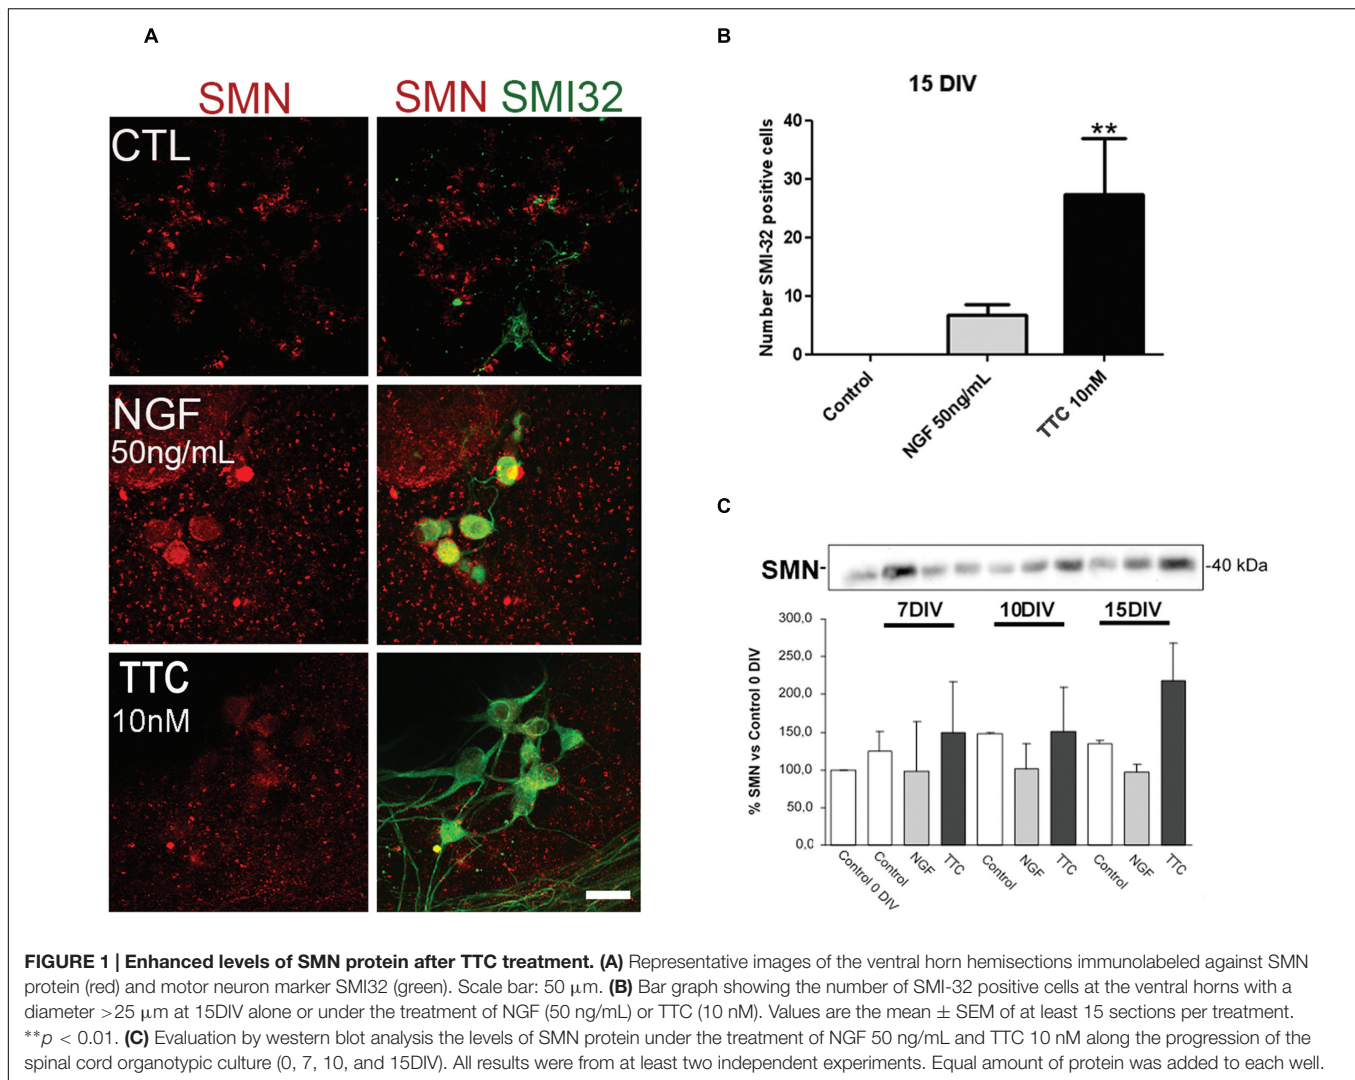 A
SMN
SMN SMI32
CTL
NGF
50ng/mL
TTC
10nM
B
15 DIV
Number SMI-32 positive cells
40
30
20
10
0
**
Control
NGF 50ng/mL
TTC 10nM
C
SMN-
-40 kDa
7DIV
10DIV
15DIV
% SMN vs Control 0 DIV
300,0
250,0
200,0
150,0
100,0
50,0
0,0
Control 0 DIV
Control
NGF
TTC
Control
NGF
TTC
Control
NGF
TTC
FIGURE 1 | Enhanced levels of SMN protein after TTC treatment. (A) Representative images of the ventral horn hemisections immunolabeled against SMN
protein (red) and motor neuron marker SMI32 (green). Scale bar: 50 μm. (B) Bar graph showing the number of SMI-32 positive cells at the ventral horns with a
diameter >25 μm at 15DIV alone or under the treatment of NGF (50 ng/mL) or TTC (10 nM). Values are the mean ± SEM of at least 15 sections per treatment.
**p < 0.01. (C) Evaluation by western blot analysis the levels of SMN protein under the treatment of NGF 50 ng/mL and TTC 10 nM along the progression of the
spinal cord organotypic culture (0, 7, 10, and 15DIV). All results were from at least two independent experiments. Equal amount of protein was added to each well.